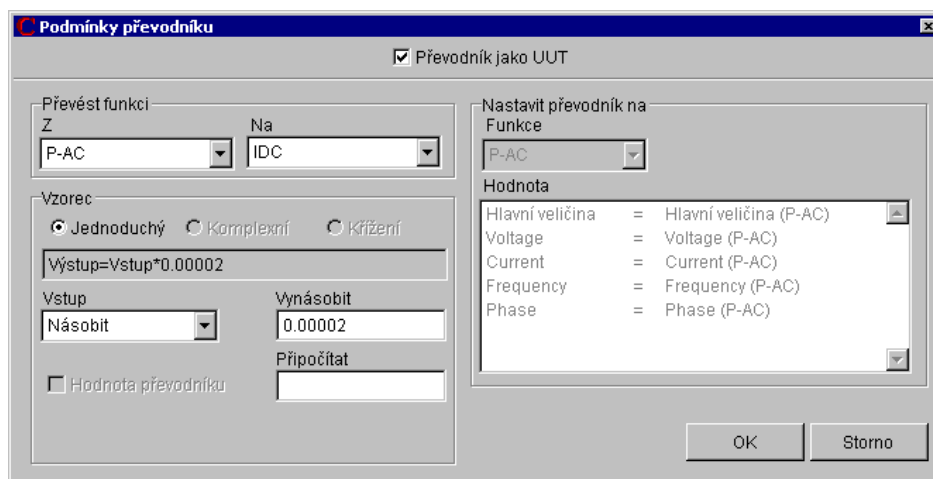 Podmínky převodníku
Převodník jako UUT
Převést funkci
Z Na
P-AC IDC
Vzorec
Jednoduchý Komplexní Křížení
Výstup=Vstup*0.00002
Vstup Vynásobit
Násobit 0.00002
Připočítat
Hodnota převodníku
Nastavit převodník na
Funkce
P-AC
Hodnota
Hlavní veličina = Hlavní veličina (P-AC)
Voltage = Voltage (P-AC)
Current = Current (P-AC)
Frequency = Frequency (P-AC)
Phase = Phase (P-AC)
OK Storno